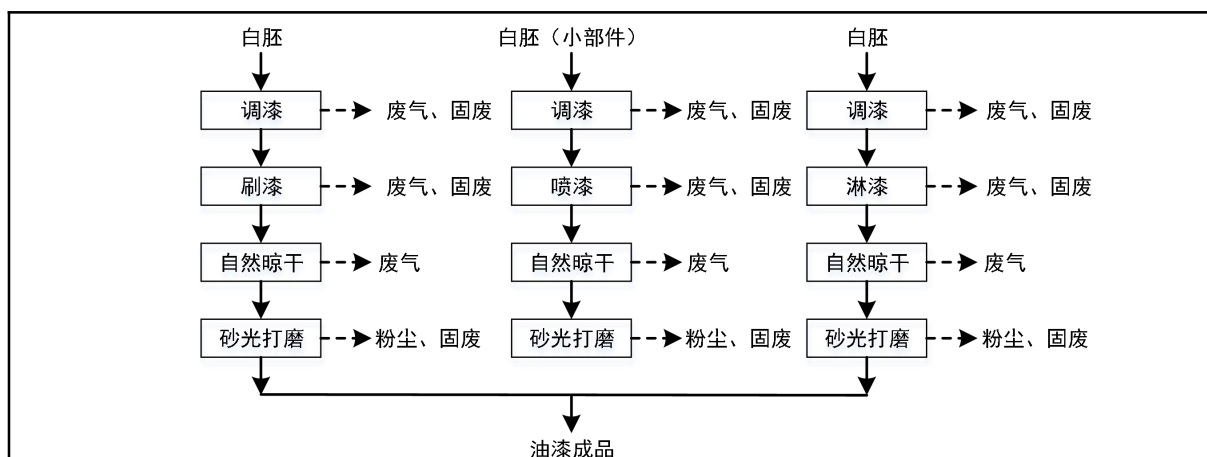 白胚 白胚（小部件） 白胚
调漆 废气、固废 调漆 废气、固废 调漆 废气、固废
刷漆 废气、固废 喷漆 废气、固废 淋漆 废气、固废
自然晾干 废气 自然晾干 废气 自然晾干 废气
砂光打磨 粉尘、固废 砂光打磨 粉尘、固废 砂光打磨 粉尘、固废
油漆成品